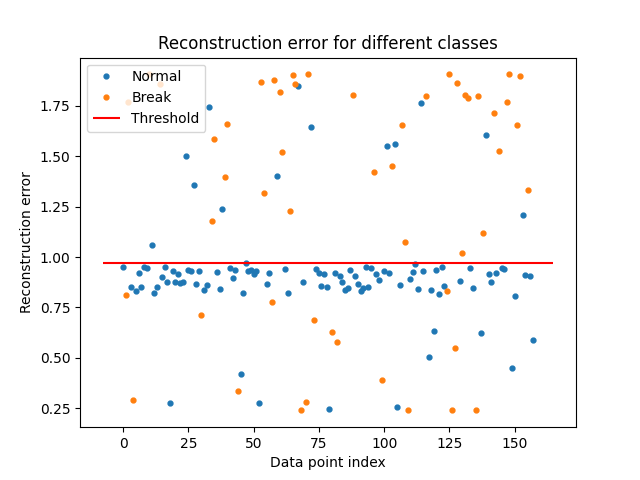 Reconstruction error for different classes
Normal
Break
Threshold
1.75
1.50
1.25
1.00
0.75
0.50
0.25
Reconstruction error
0
25
50
75
100
125
150
Data point index